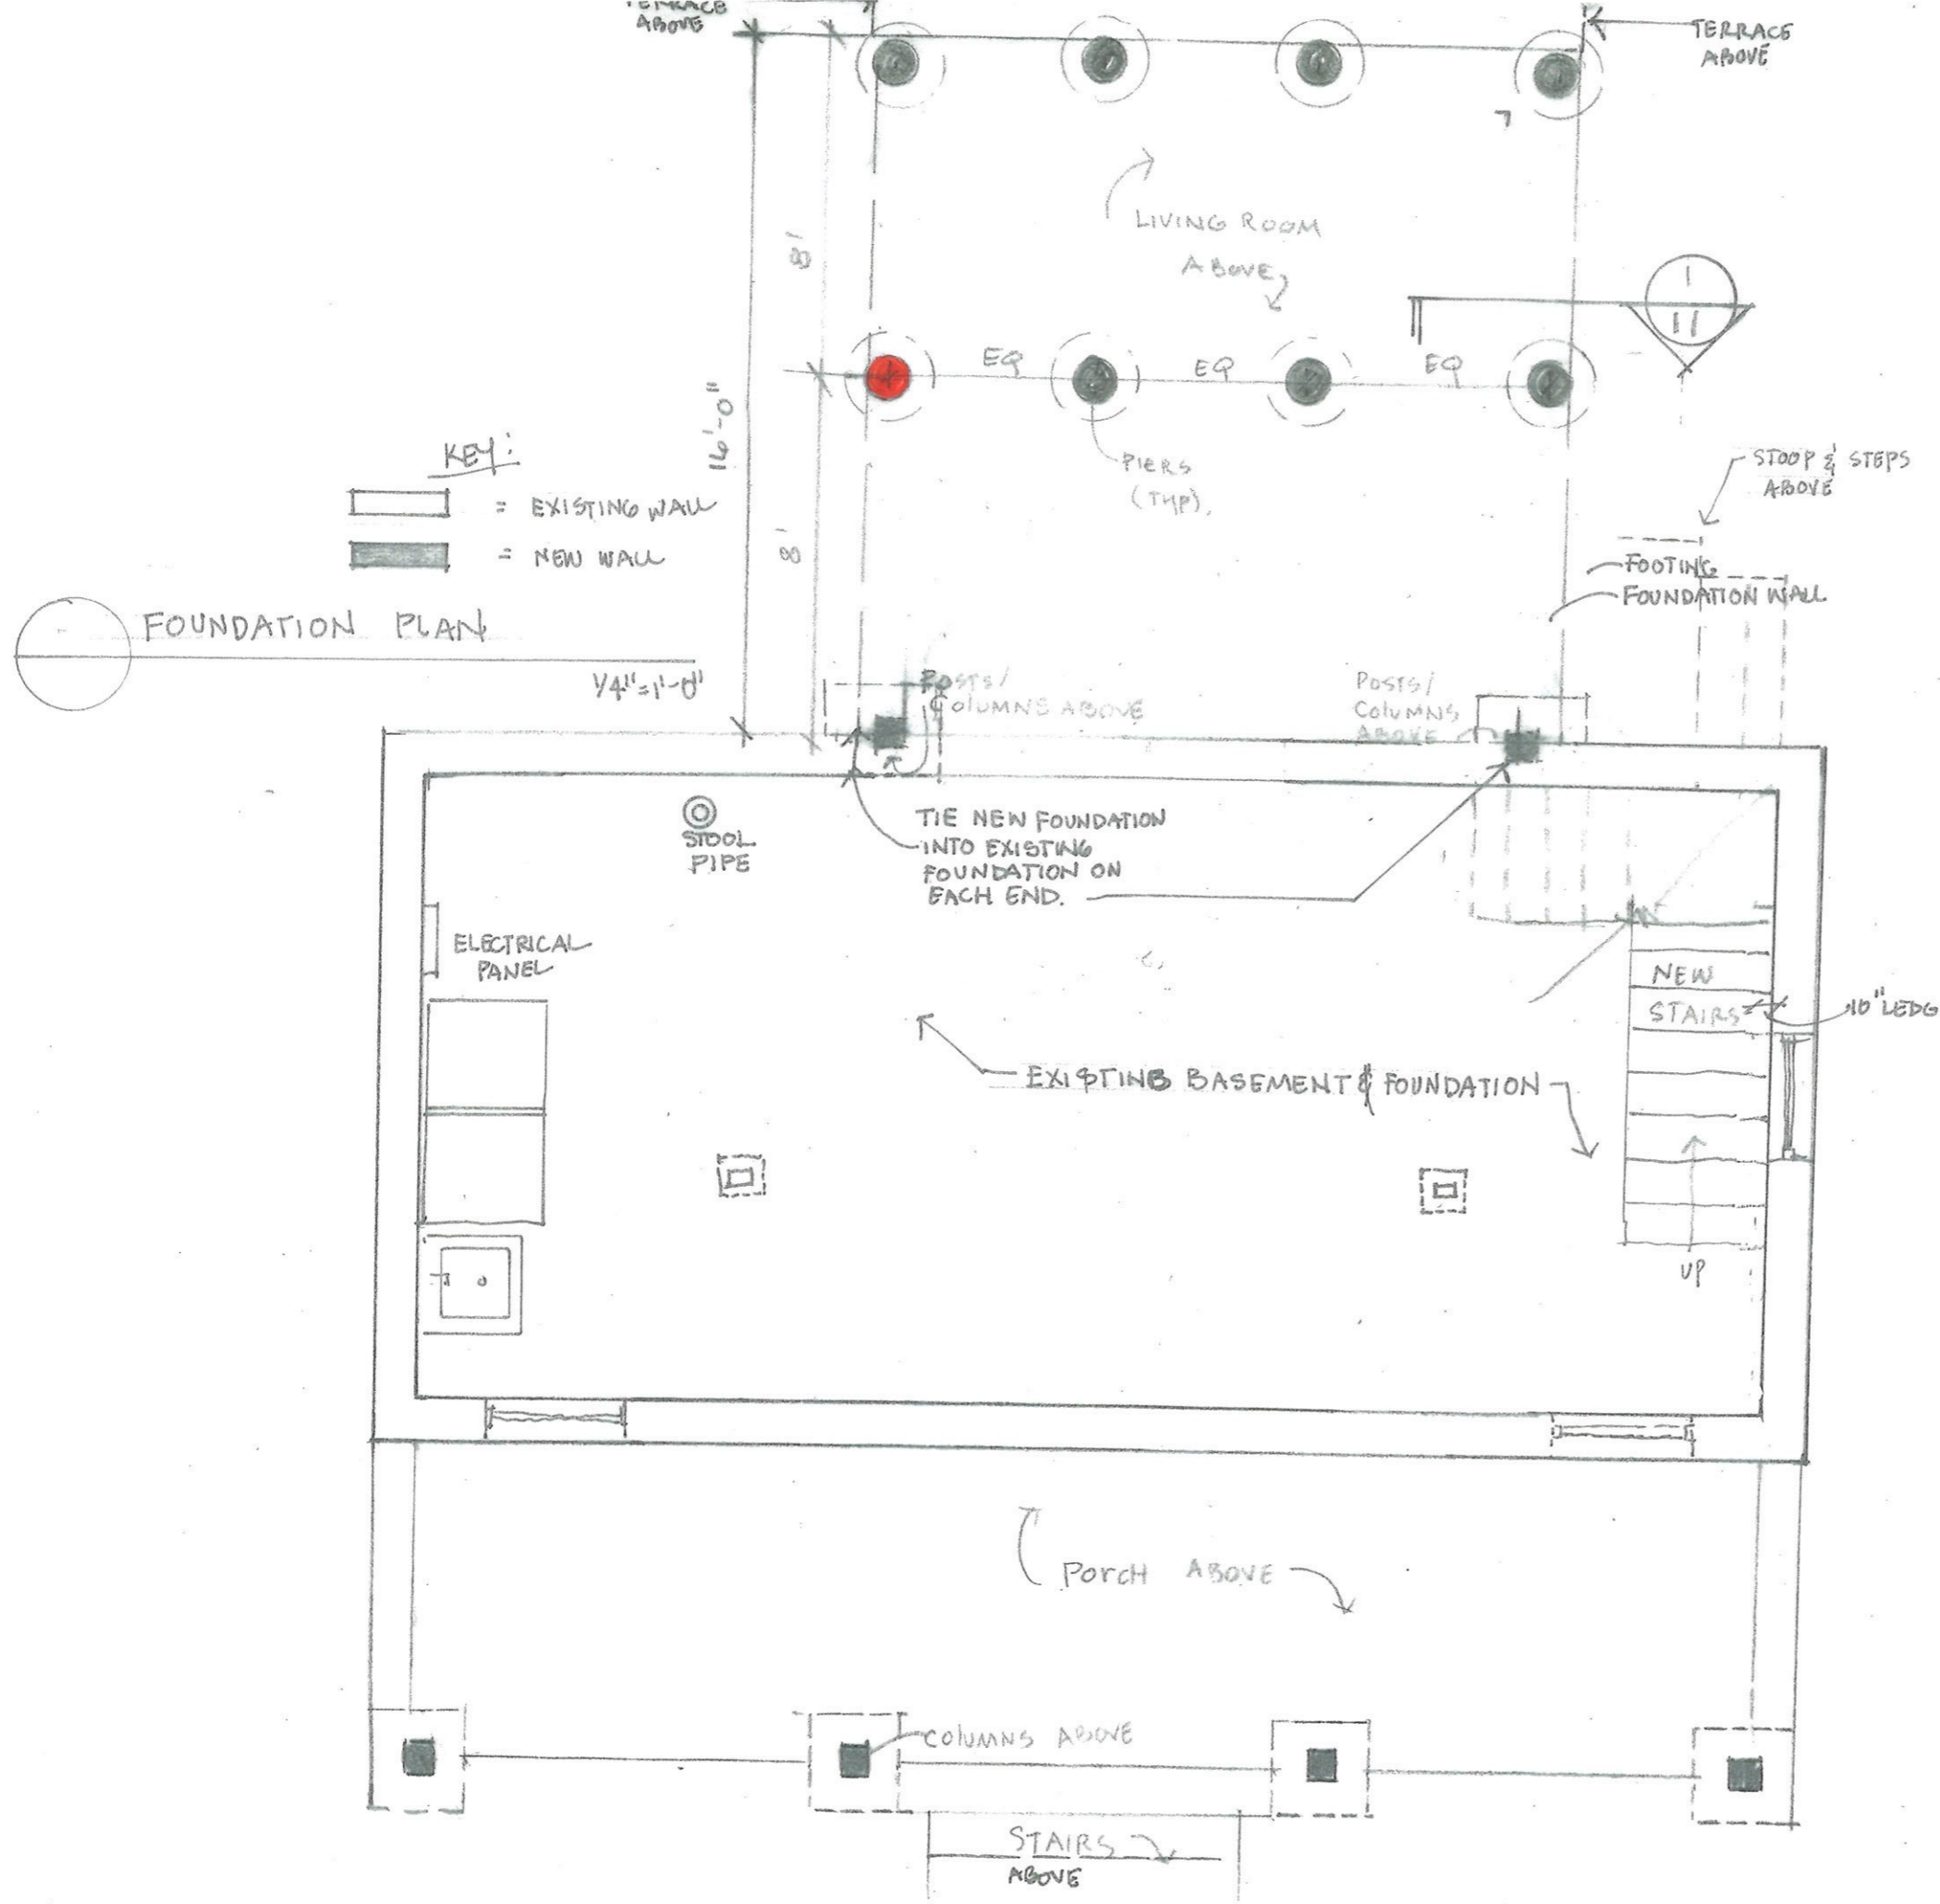 TERRACE
ABOVE
TERRACE
ABOVE
LIVING ROOM
ABOVE
8'
1
11
EQ
EQ
EQ
16'-0"
KEY:
= EXISTING WALL
= NEW WALL
PIERS
(TYP).
STOOP & STEPS
ABOVE
8'
FOOTING
FOUNDATION WALL
FOUNDATION PLAN
1/4"=1'-0"
POSTS/
COLUMNS ABOVE
POSTS/
COLUMNS
ABOVE
STOOL
PIPE
TIE NEW FOUNDATION
INTO EXISTING
FOUNDATION ON
EACH END.
ELECTRICAL
PANEL
NEW
STAIRS
10" LEDG
EXISTING BASEMENT & FOUNDATION
UP
PORCH ABOVE
COLUMNS ABOVE
STAIRS
ABOVE